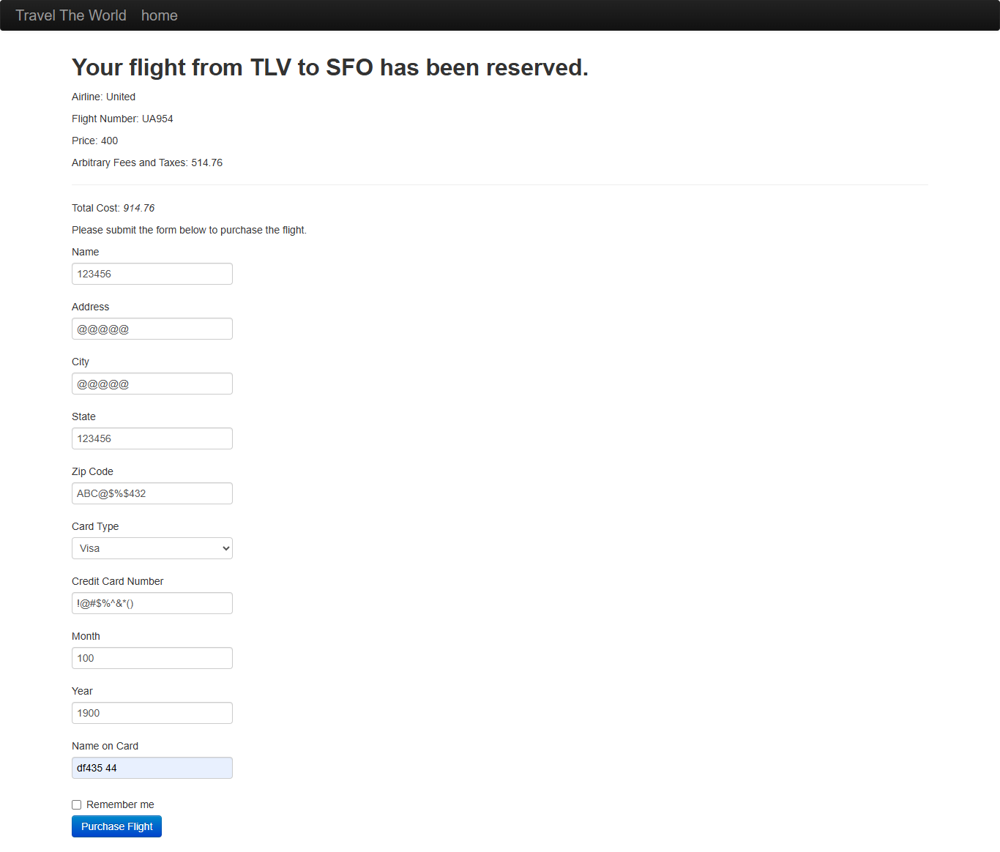 Travel The World home
Your flight from TLV to SFO has been reserved.
Airline: United
Flight Number: UA954
Price: 400
Arbitrary Fees and Taxes: 514.76
Total Cost: 914.76
Please submit the form below to purchase the flight.
Name
123456
Address
@@@@@
City
@@@@@
State
123456
Zip Code
ABC@$%$432
Card Type
Visa
Credit Card Number
!@#$%^&*()
Month
100
Year
1900
Name on Card
df435 44
Remember me
Purchase Flight